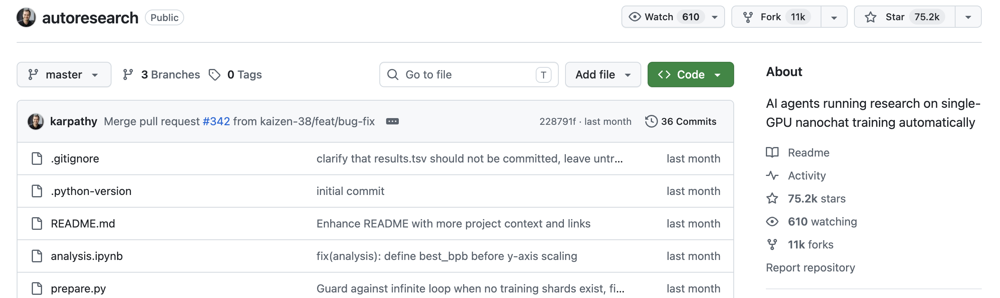 autoresearch Public Watch 610 Fork 11k Star 75.2k
master 3 Branches 0 Tags Go to file T Add file Code
karpathy Merge pull request #342 from kaizen-38/feat/bug-fix 228791f · last month 36 Commits
.gitignore clarify that results.tsv should not be committed, leave untr... last month
.python-version initial commit last month
README.md Enhance README with more project context and links last month
analysis.ipynb fix(analysis): define best_bpb before y-axis scaling last month
prepare.py Guard against infinite loop when no training shards exist, fi... last month
About
AI agents running research on single-
GPU nanochat training automatically
Readme
Activity
75.2k stars
610 watching
11k forks
Report repository